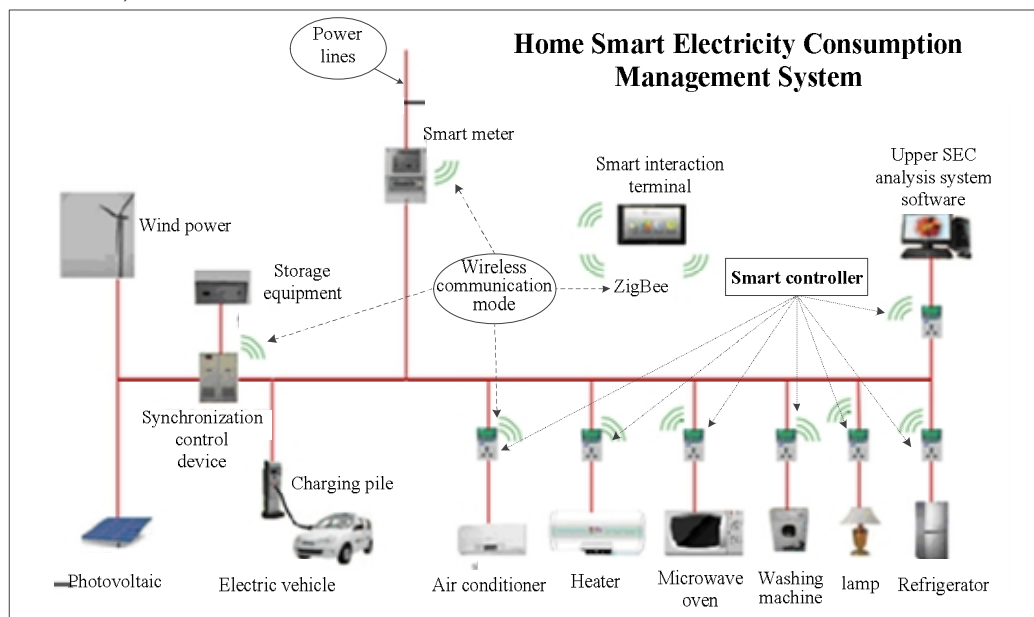 Power
lines
Home Smart Electricity Consumption
Management System
Smart meter
Smart interaction
terminal
Upper SEC
analysis system
software
Wind power
Storage
equipment
Wireless
communication
mode
ZigBee
Smart controller
Synchronization
control
device
Charging pile
Photovoltaic
Electric vehicle
Air conditioner
Heater
Microwave
oven
Washing
machine
lamp
Refrigerator